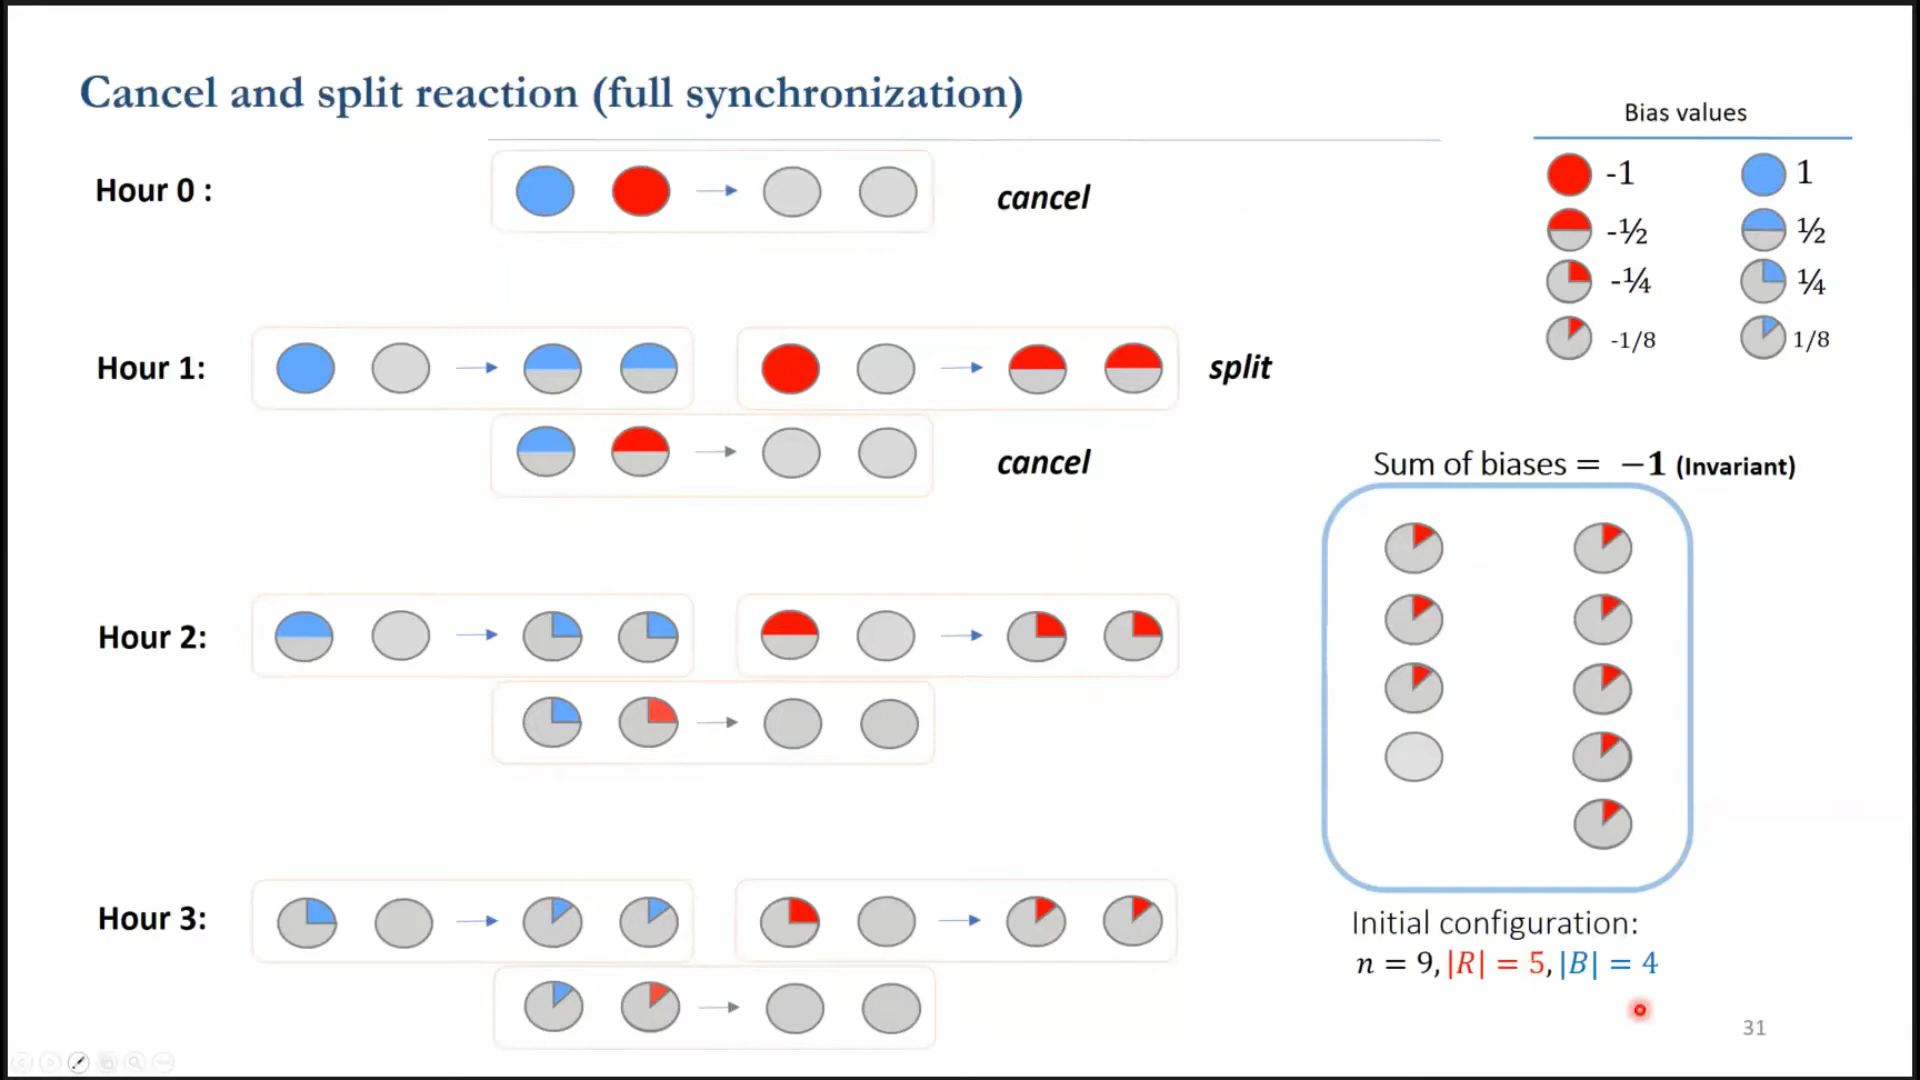 Cancel and split reaction (full synchronization)
Bias values
Hour 0 :
cancel
-1
1
-½
½
-¼
¼
-1/8
1/8
Hour 1:
split
cancel
Sum of biases = −1 (Invariant)
Hour 2:
Hour 3:
Initial configuration:
n = 9, |R| = 5, |B| = 4
31